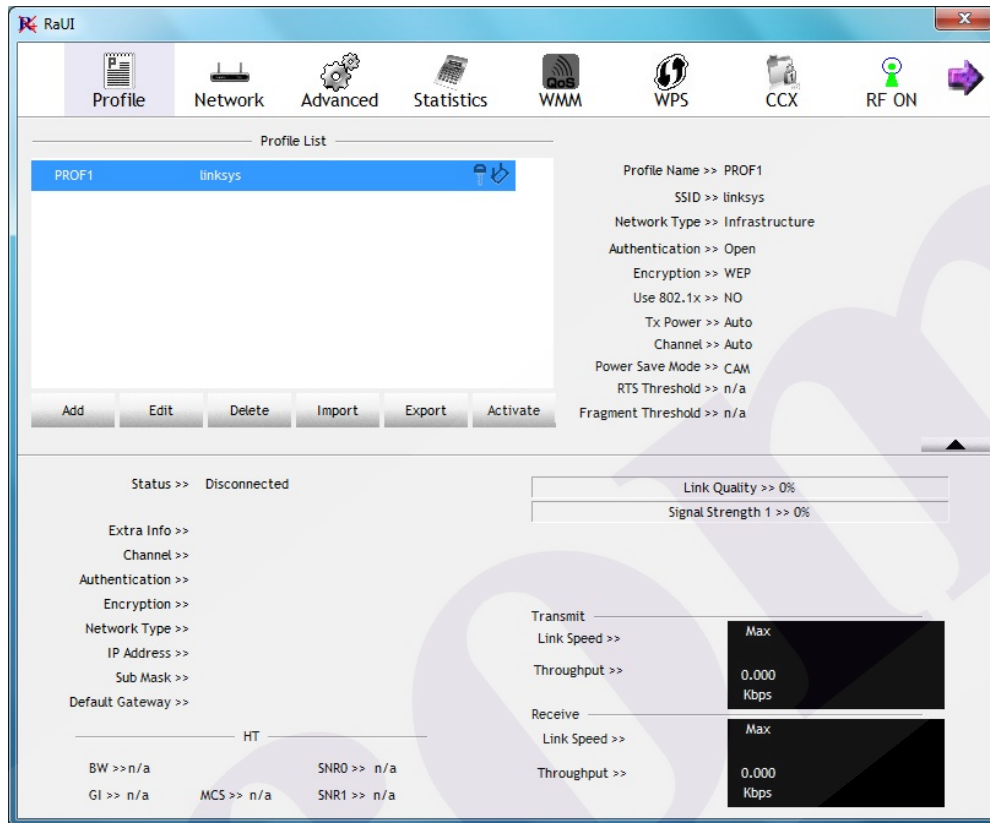 RaUI
Profile Network Advanced Statistics WMM WPS CCX RF ON
P
QoS
Profile List
PROF1 linksys
Add Edit Delete Import Export Activate
Profile Name >> PROF1
SSID >> linksys
Network Type >> Infrastructure
Authentication >> Open
Encryption >> WEP
Use 802.1x >> NO
Tx Power >> Auto
Channel >> Auto
Power Save Mode >> CAM
RTS Threshold >> n/a
Fragment Threshold >> n/a
Status >> Disconnected
Extra Info >>
Channel >>
Authentication >>
Encryption >>
Network Type >>
IP Address >>
Sub Mask >>
Default Gateway >>
HT
BW >>n/a SNR0 >> n/a
GI >> n/a MCS >> n/a SNR1 >> n/a
Link Quality >> 0%
Signal Strength 1 >> 0%
Transmit
Link Speed >> Max
Throughput >> 0.000
Kbps
Receive
Link Speed >> Max
Throughput >> 0.000
Kbps